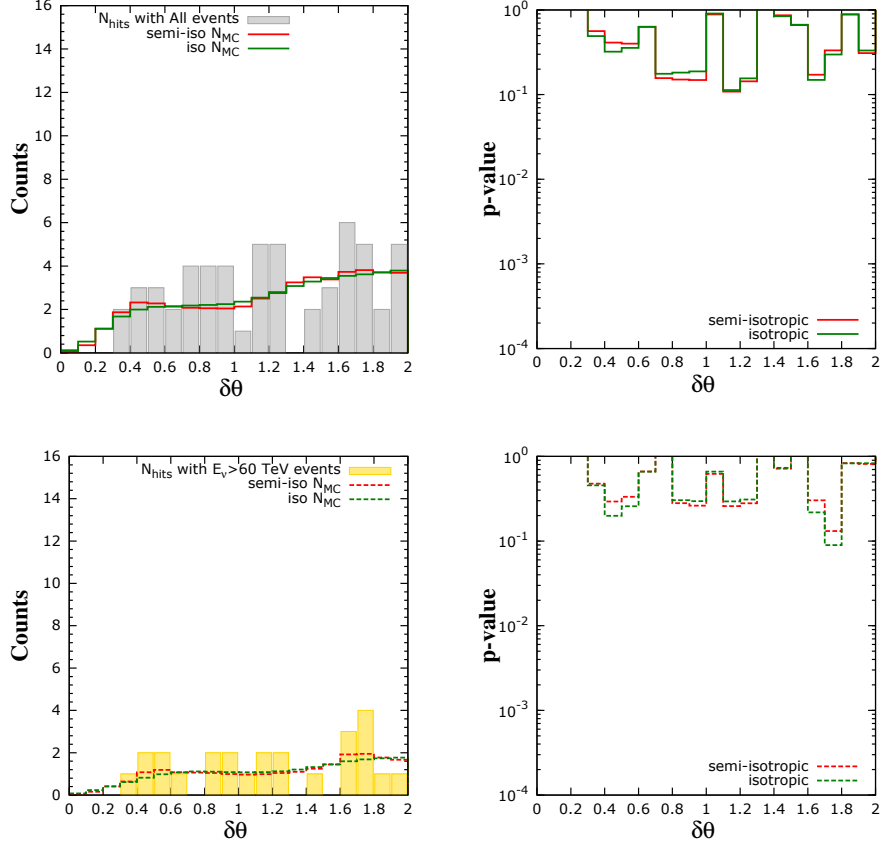 N_hits with All events
semi-iso N_MC
iso N_MC
Counts
16
14
12
10
8
6
4
2
0
0 0.2 0.4 0.6 0.8 1 1.2 1.4 1.6 1.8 2
δθ
p-value
10^0
10^-1
10^-2
10^-3
10^-4
semi-isotropic
isotropic
0 0.2 0.4 0.6 0.8 1 1.2 1.4 1.6 1.8 2
δθ
N_hits with E_ν>60 TeV events
semi-iso N_MC
iso N_MC
Counts
16
14
12
10
8
6
4
2
0
0 0.2 0.4 0.6 0.8 1 1.2 1.4 1.6 1.8 2
δθ
p-value
10^0
10^-1
10^-2
10^-3
10^-4
semi-isotropic
isotropic
0 0.2 0.4 0.6 0.8 1 1.2 1.4 1.6 1.8 2
δθ